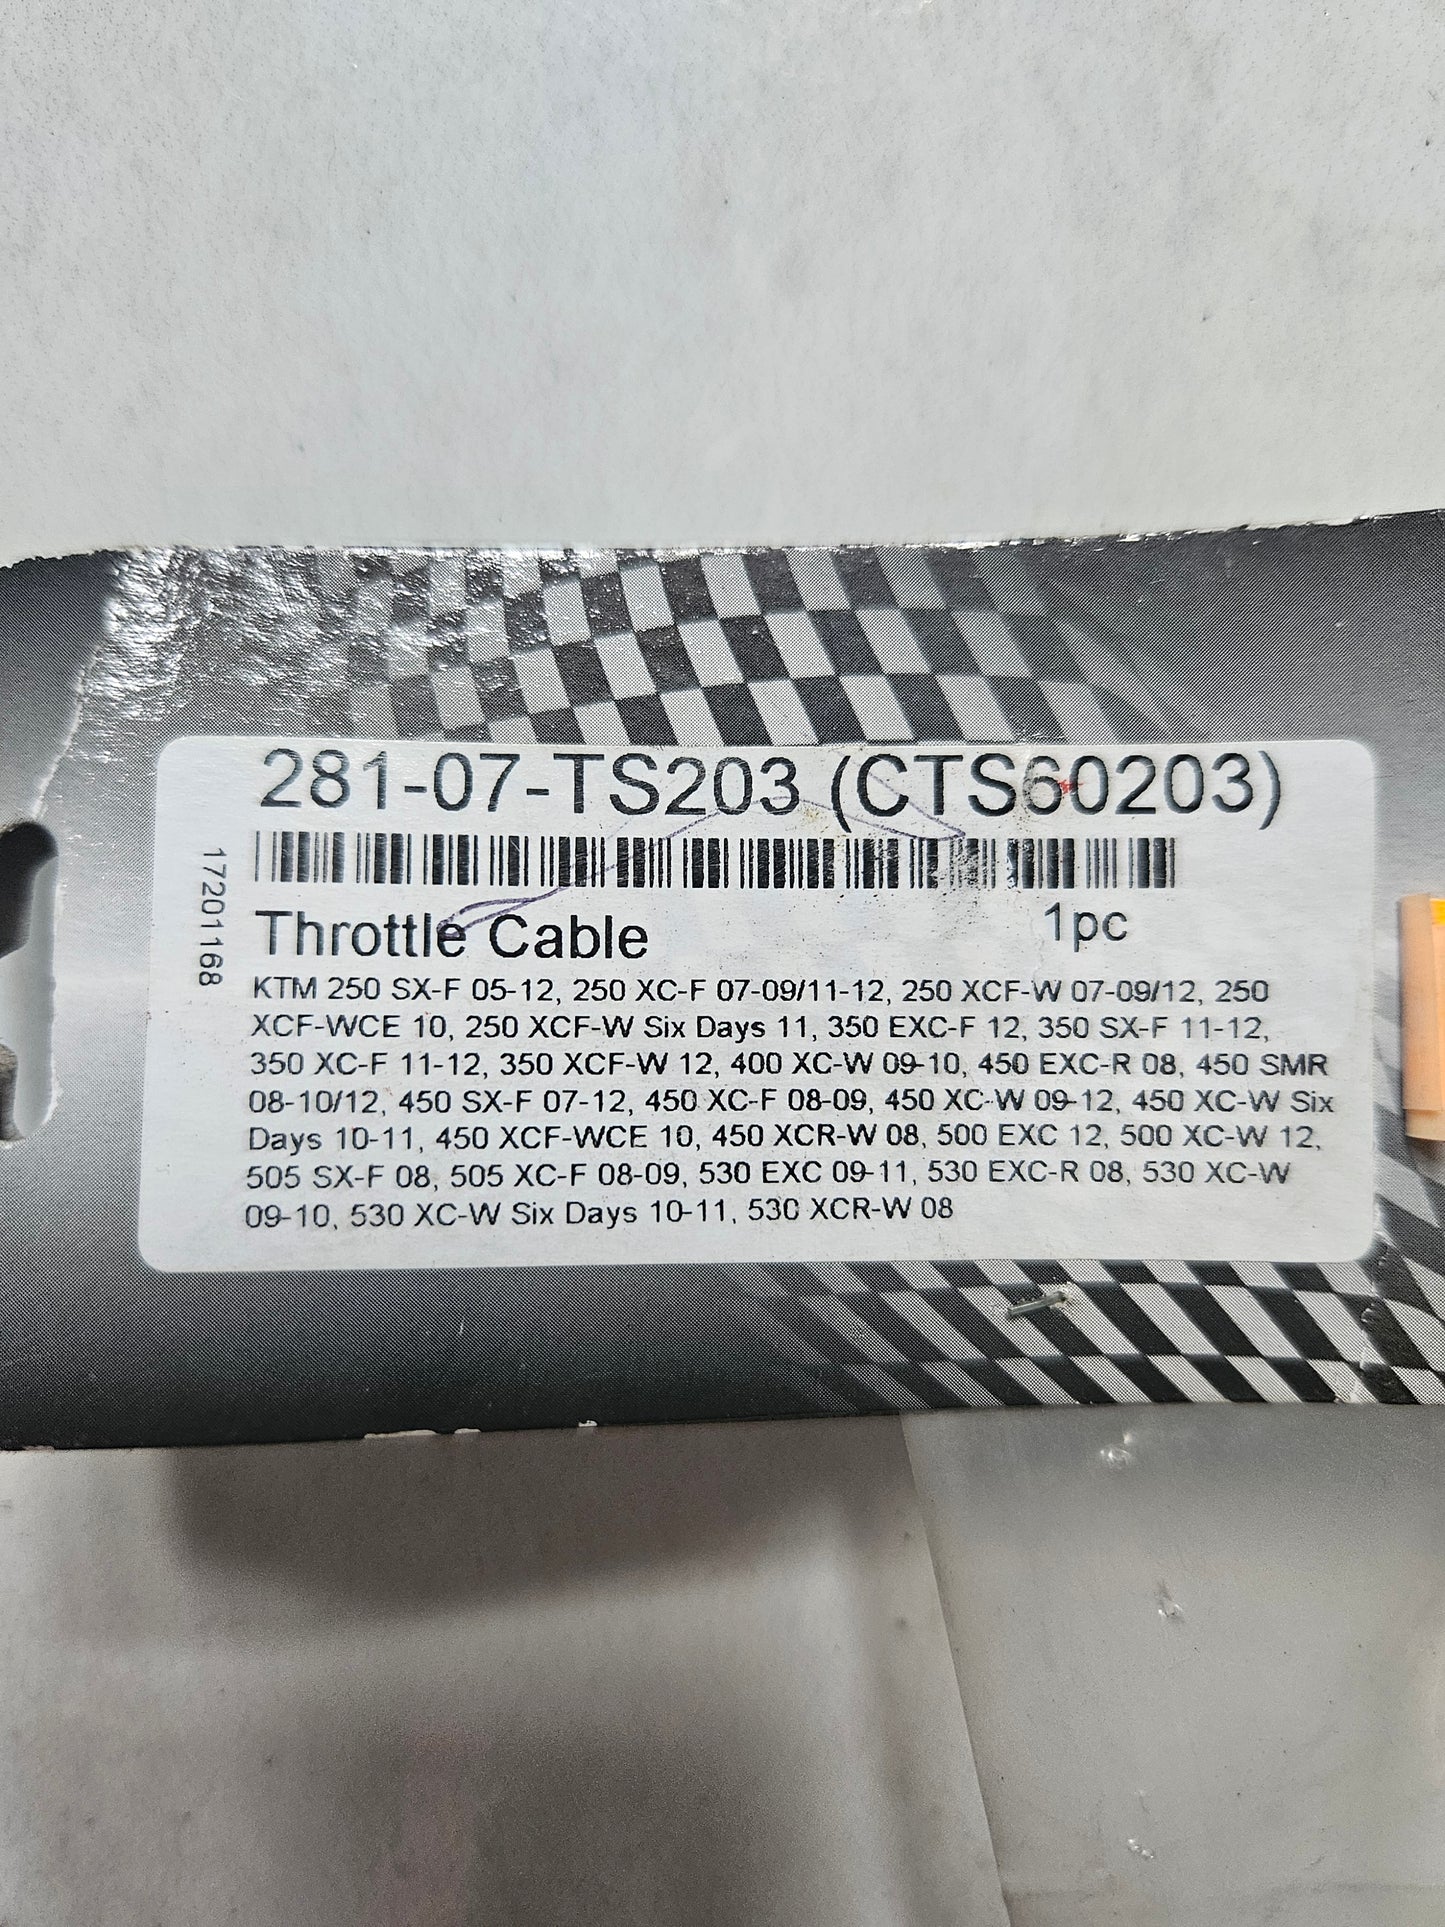 281-07-TS203 (CTS60203)
17201168
Throttle Cable
1pc
KTM 250 SX-F 05-12, 250 XC-F 07-09/11-12, 250 XCF-W 07-09/12, 250
XCF-WCE 10, 250 XCF-W Six Days 11, 350 EXC-F 12, 350 SX-F 11-12,
350 XC-F 11-12, 350 XCF-W 12, 400 XC-W 09-10, 450 EXC-R 08, 450 SMR
08-10/12, 450 SX-F 07-12, 450 XC-F 08-09, 450 XC-W 09-12, 450 XC-W Six
Days 10-11, 450 XCF-WCE 10, 450 XCR-W 08, 500 EXC 12, 500 XC-W 12,
505 SX-F 08, 505 XC-F 08-09, 530 EXC 09-11, 530 EXC-R 08, 530 XC-W
09-10, 530 XC-W Six Days 10-11, 530 XCR-W 08